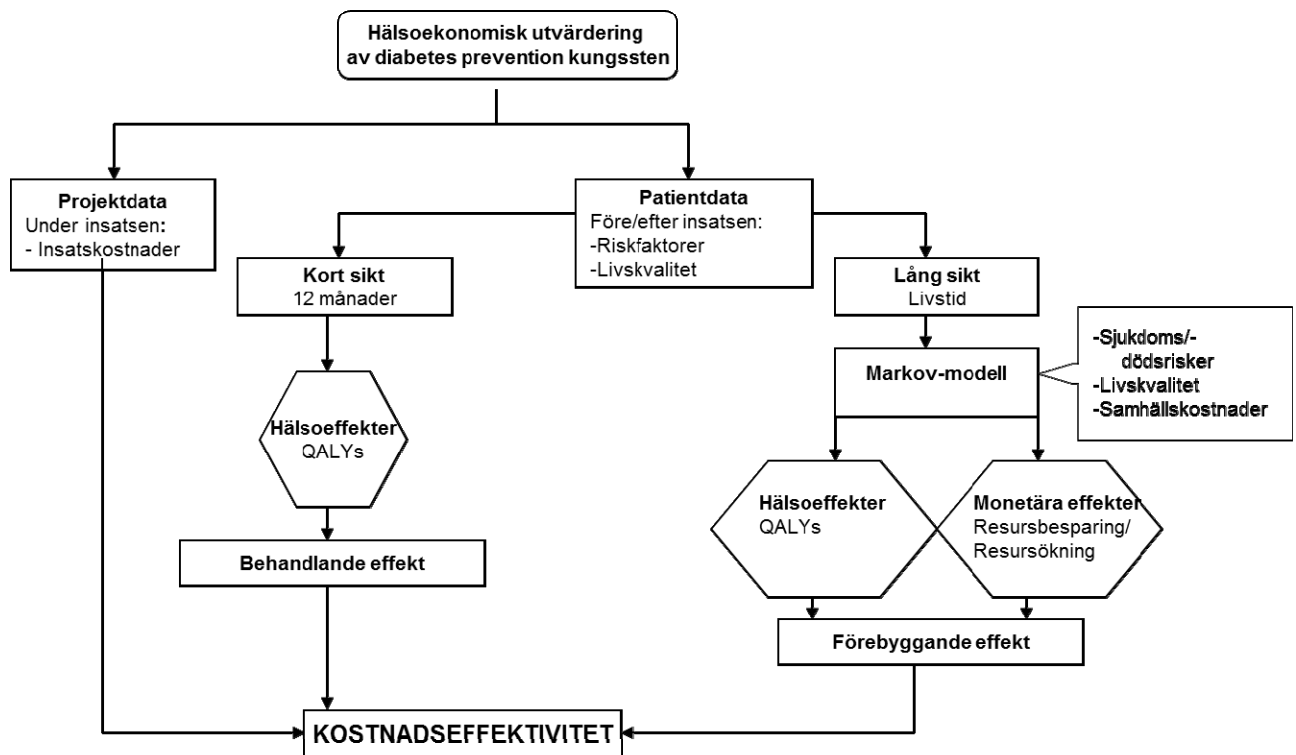 Hälsoekonomisk utvärdering
av diabetes prevention kungssten
Projektdata
Under insatsen:
- Insatskostnader
Patientdata
Före/efter insatsen:
-Riskfaktorer
-Livskvalitet
Kort sikt
12 månader
Lång sikt
Livstid
Markov-modell
-Sjukdoms/-
dödsrisker
-Livskvalitet
-Samhällskostnader
Hälsoeffekter
QALYs
Hälsoeffekter
QALYs
Monetära effekter
Resursbesparing/
Resursökning
Behandlande effekt
Förebyggande effekt
KOSTNADSEFFEKTIVITET